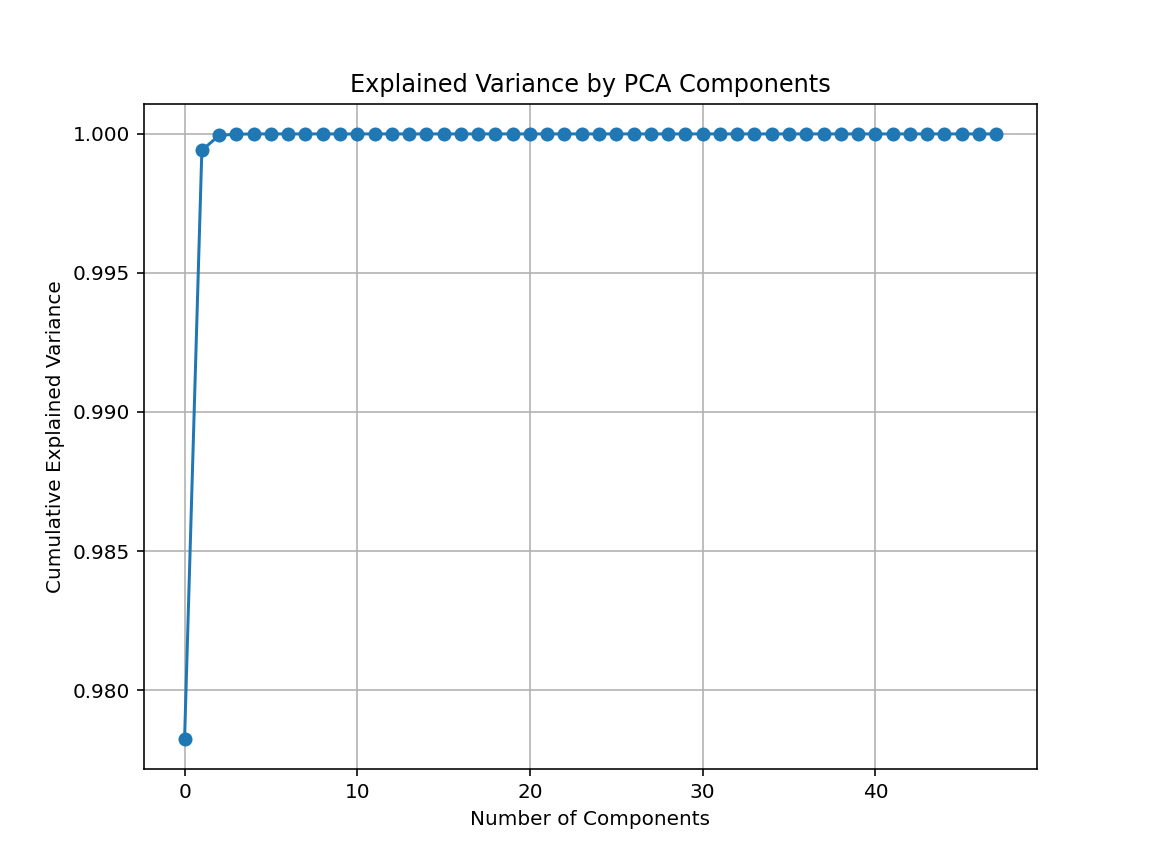 Explained Variance by PCA Components
1.000
0.995
0.990
0.985
0.980
Cumulative Explained Variance
0 10 20 30 40
Number of Components